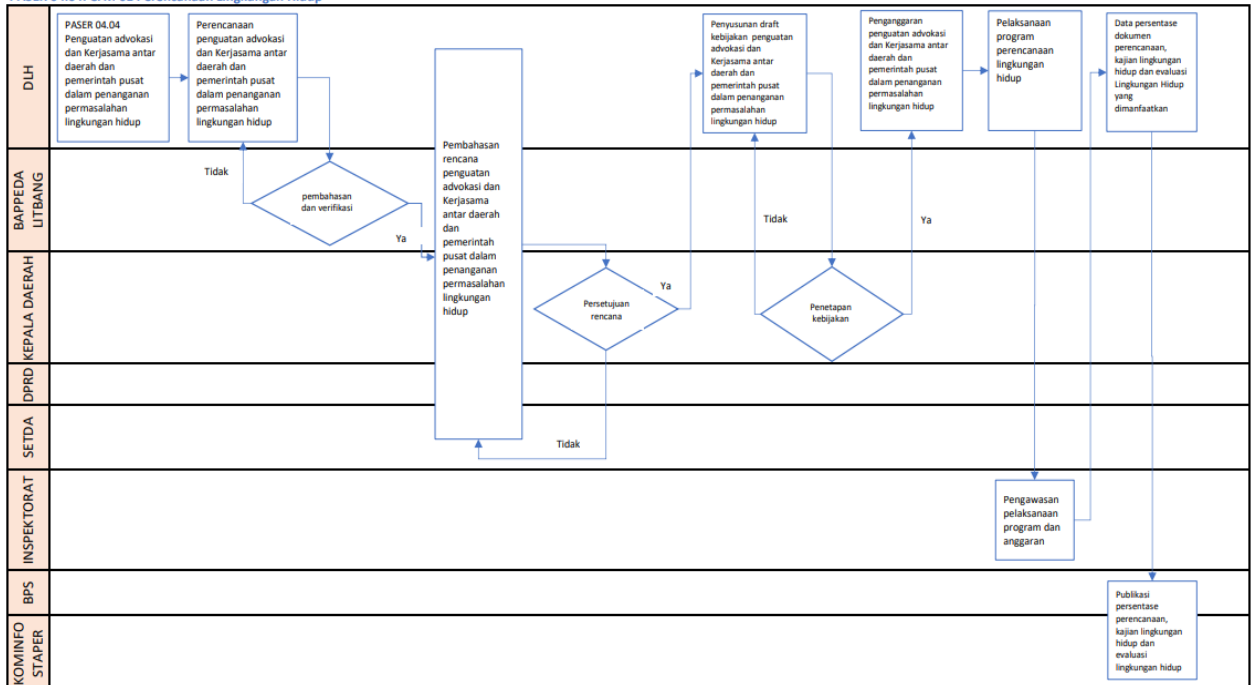 Perencanaan Lingkungan Hidup
DLH
PASER 04.04
Penguatan advokasi
dan Kerjasama antar
daerah dan
pemerintah pusat
dalam penanganan
permasalahan
lingkungan hidup
Perencanaan
penguatan advokasi
dan Kerjasama antar
daerah dan
pemerintah pusat
dalam penanganan
permasalahan
lingkungan hidup
Penyusunan draft
kebijakan penguatan
advokasi dan
Kerjasama antar
daerah dan
pemerintah pusat
dalam penanganan
permasalahan
lingkungan hidup
Penganggaran
penguatan advokasi
dan Kerjasama antar
daerah dan
pemerintah pusat
dalam penanganan
permasalahan
lingkungan hidup
Pelaksanaan
program
perencanaan
lingkungan
hidup
Data persentase
dokumen
perencanaan,
kajian lingkungan
hidup dan evaluasi
Lingkungan Hidup
yang
dimanfaatkan
BAPPEDA
LITBANG
Tidak
pembahasan
dan verifikasi
Ya
Pembahasan
rencana
penguatan
advokasi dan
Kerjasama
antar daerah
dan
pemerintah
pusat dalam
penanganan
permasalahan
lingkungan
hidup
Tidak
Ya
KEPALA DAERAH
Persetujuan
rencana
Ya
Penetapan
kebijakan
DPRD
SETDA
Tidak
INSPEKTORAT
Pengawasan
pelaksanaan
program dan
anggaran
BPS
Publikasi
persentase
perencanaan,
kajian lingkungan
hidup dan
evaluasi
lingkungan hidup
KOMINFO
STAPER